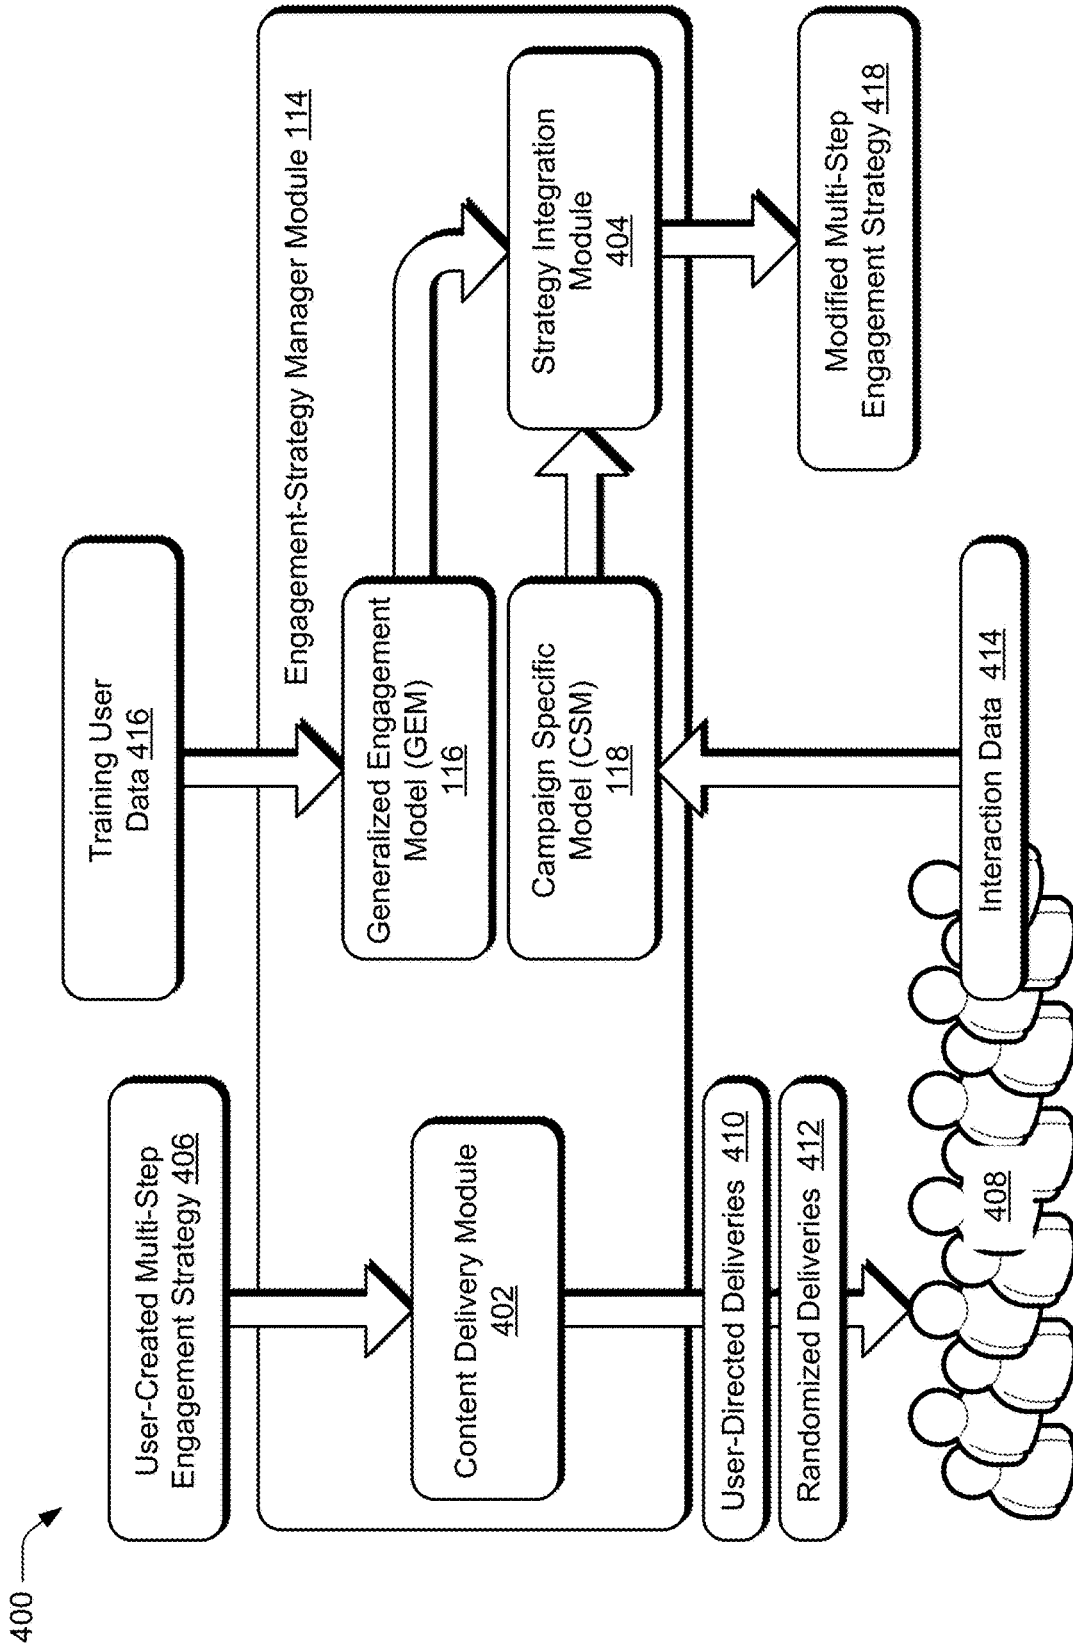 400
User-Created Multi-Step
Engagement Strategy 406
Training User
Data 416
Engagement-Strategy Manager Module 114
Content Delivery Module
402
Generalized Engagement
Model (GEM)
116
Campaign Specific
Model (CSM)
118
Strategy Integration
Module
404
User-Directed Deliveries 410
Randomized Deliveries 412
408
Interaction Data 414
Modified Multi-Step
Engagement Strategy 418